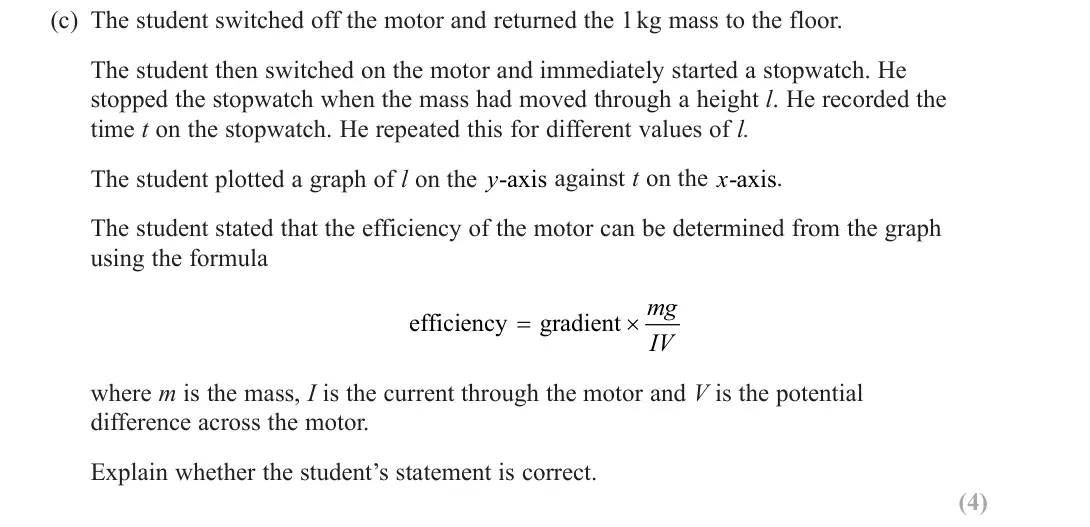 (c) The student switched off the motor and returned the 1 kg mass to the floor.
The student then switched on the motor and immediately started a stopwatch. He
stopped the stopwatch when the mass had moved through a height l. He recorded the
time t on the stopwatch. He repeated this for different values of l.
The student plotted a graph of l on the y-axis against t on the x-axis.
The student stated that the efficiency of the motor can be determined from the graph
using the formula
efficiency = gradient × mg/IV
where m is the mass, I is the current through the motor and V is the potential
difference across the motor.
Explain whether the student’s statement is correct.
(4)